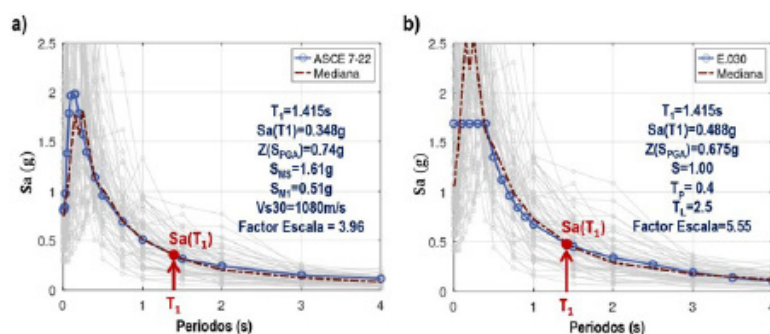 a)
2.5
2
1.5
1
0.5
0
Sa (g)
ASCE 7-22
Mediana
T1=1.415s
Sa(T1)=0.348g
Z(SPGA)=0.74g
SMS=1.61g
SM1=0.51g
Vs30=1080m/s
Factor Escala = 3.96
Sa(T1)
T1
0 1 2 3 4
Periodos (s)
b)
2.5
2
1.5
1
0.5
0
Sa (g)
E.030
Mediana
T1=1.415s
Sa(T1)=0.488g
Z(SPGA)=0.675g
S=1.00
TP = 0.4
TL = 2.5
Factor Escala=5.55
Sa(T1)
T1
0 1 2 3 4
Periodos (s)